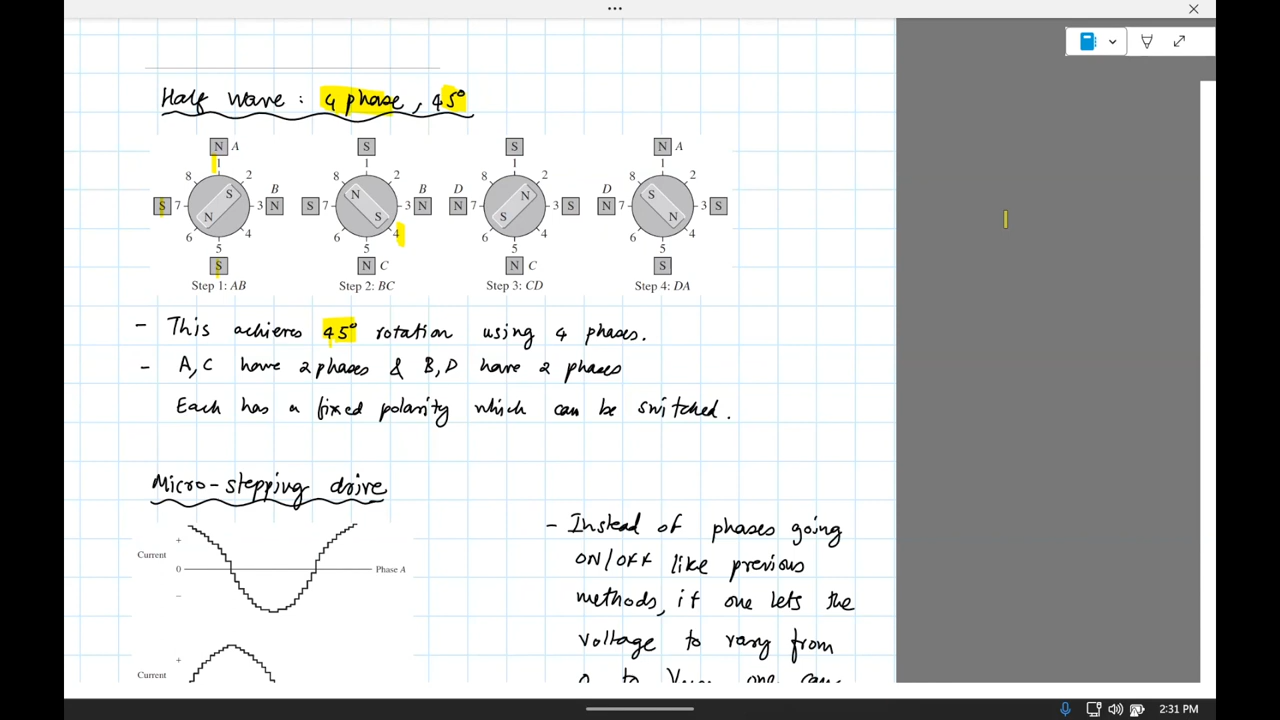 Half wave : 4 phase, 45°
N A S S N A
1 1 1 1
8 2 8 2 8 2 8 2
S N B N B D N D S
S 7 3 N S 7 3 N N 7 3 S N 7 3 S
N S S N
6 4 6 4 6 4 6 4
5 5 5 5
S N C N C S
Step 1: AB Step 2: BC Step 3: CD Step 4: DA
- This achieves 45° rotation using 4 phases.
- A, C have 2 phases & B, D have 2 phases
Each has a fixed polarity which can be switched.
Micro-stepping drive
- Instead of phases going
ON/OFF like previous
methods, if one lets the
voltage to vary from
+
Current
0 Phase A
−
+
Current
2:31 PM